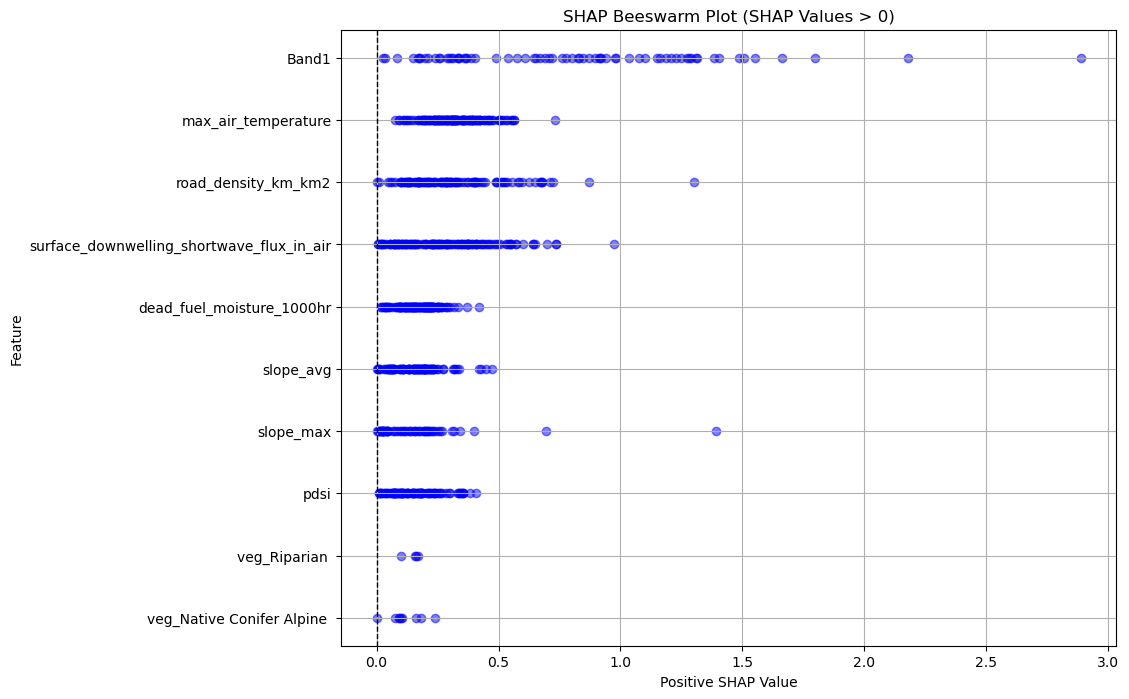 SHAP Beeswarm Plot (SHAP Values > 0)
Feature
Band1
max_air_temperature
road_density_km_km2
surface_downwelling_shortwave_flux_in_air
dead_fuel_moisture_1000hr
slope_avg
slope_max
pdsi
veg_Riparian
veg_Native Conifer Alpine
0.0 0.5 1.0 1.5 2.0 2.5 3.0
Positive SHAP Value